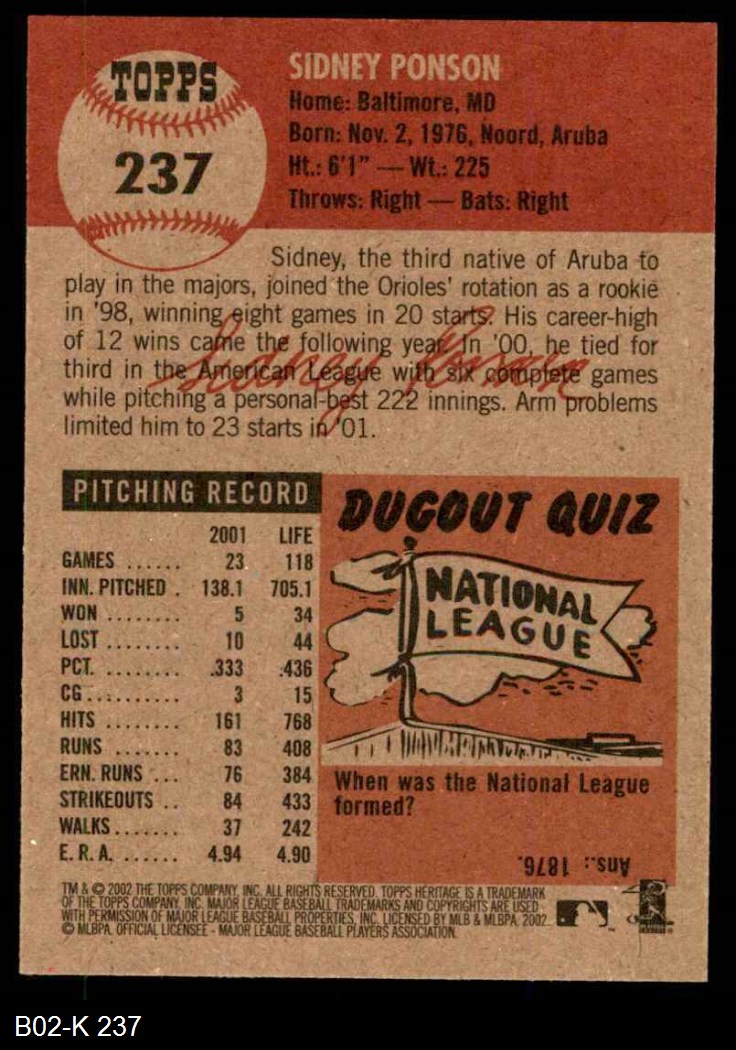 TOPPS
237
SIDNEY PONSON
Home: Baltimore, MD
Born: Nov. 2, 1976, Noord, Aruba
Ht.: 6'1" — Wt.: 225
Throws: Right — Bats: Right
Sidney, the third native of Aruba to
play in the majors, joined the Orioles' rotation as a rookie
in '98, winning eight games in 20 starts. His career-high
of 12 wins came the following year. In '00, he tied for
third in the American League with six complete games
while pitching a personal-best 222 innings. Arm problems
limited him to 23 starts in '01.
Sidney Ponson
PITCHING RECORD
2001 LIFE
GAMES ...... 23 118
INN. PITCHED . 138.1 705.1
WON ........ 5 34
LOST ........ 10 44
PCT. ........ .333 .436
CG.......... 3 15
HITS ........ 161 768
RUNS ....... 83 408
ERN. RUNS ... 76 384
STRIKEOUTS .. 84 433
WALKS....... 37 242
E. R. A. ...... 4.94 4.90
DUGOUT QUIZ
NATIONAL
LEAGUE
When was the National League
formed?
Ans.: 1876.
TM & © 2002 THE TOPPS COMPANY, INC. ALL RIGHTS RESERVED. TOPPS HERITAGE IS A TRADEMARK
OF THE TOPPS COMPANY, INC. MAJOR LEAGUE BASEBALL TRADEMARKS AND COPYRIGHTS ARE USED
WITH PERMISSION OF MAJOR LEAGUE BASEBALL PROPERTIES, INC. LICENSED BY MLB & MLBPA, 2002.
© MLBPA. OFFICIAL LICENSEE - MAJOR LEAGUE BASEBALL PLAYERS ASSOCIATION.
B02-K 237